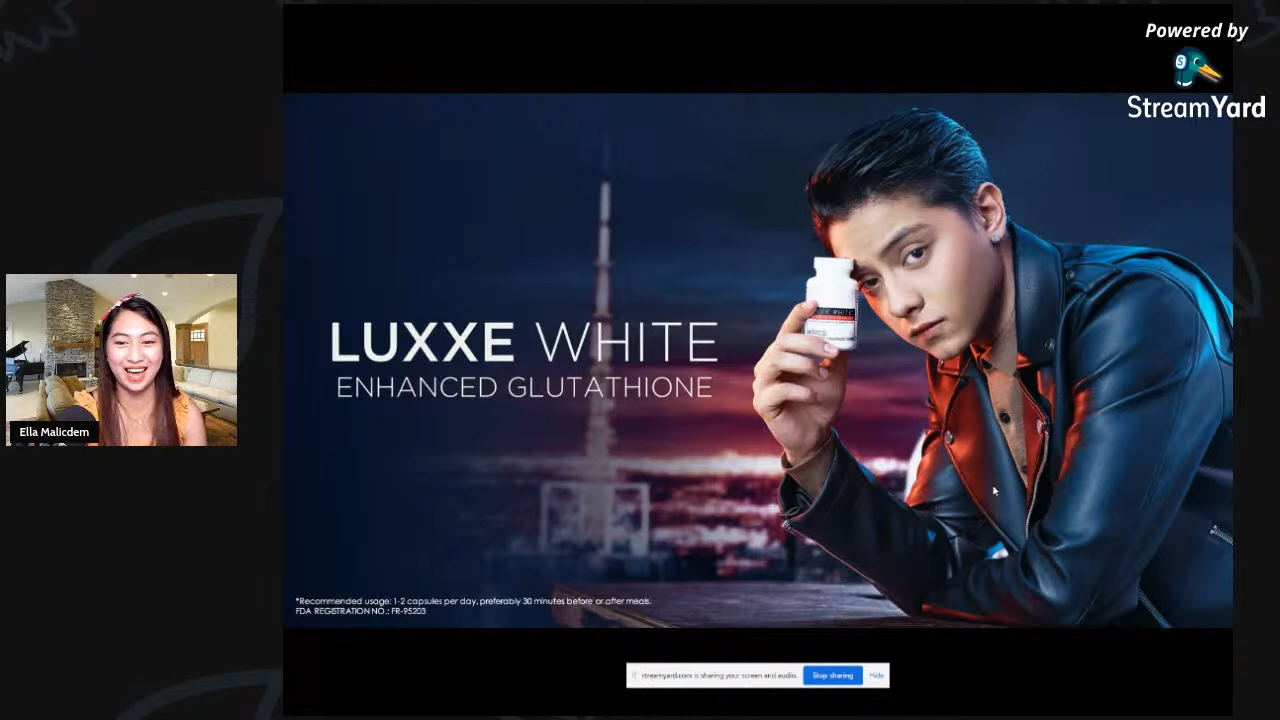 Powered by
StreamYard
LUXXE WHITE
ENHANCED GLUTATHIONE
Ella Malicdem
*Recommended usage: 1-2 capsules per day, preferably 30 minutes before or after meals.
FDA REGISTRATION NO.: FR-95203
streamyard.com is sharing your screen and audio.
Stop sharing
Hide